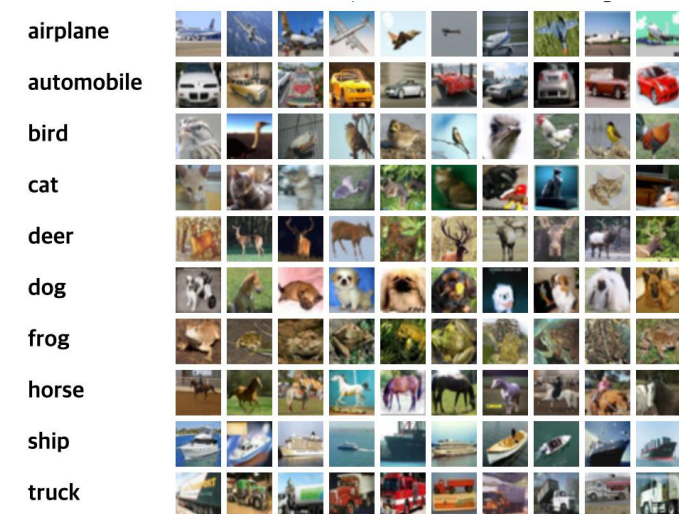 airplane
automobile
bird
cat
deer
dog
frog
horse
ship
truck